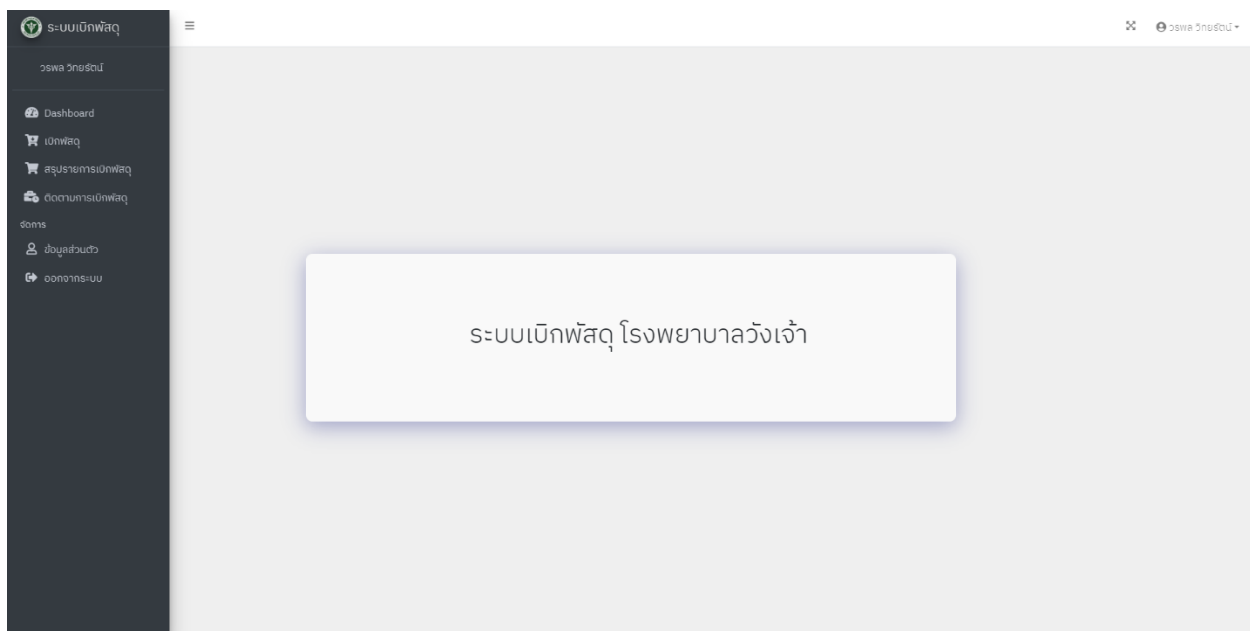 ระบบเบิกพัสดุ
วรพล วิทยรัตน์
วรพล วิทยรัตน์
Dashboard
เบิกพัสดุ
สรุปรายการเบิกพัสดุ
ติดตามการเบิกพัสดุ
จัดการ
ข้อมูลส่วนตัว
ออกจากระบบ
ระบบเบิกพัสดุ โรงพยาบาลวังเจ้า